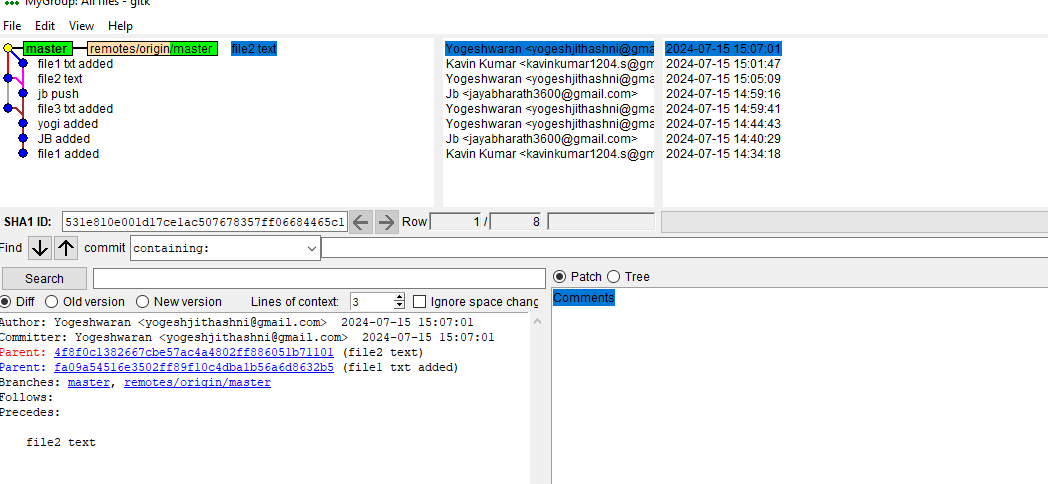 MyGroup: All files - gitk
File Edit View Help
master remotes/origin/master file2 text Yogeshwaran <yogeshjithashni@gma 2024-07-15 15:07:01
file1 txt added Kavin Kumar <kavinkumar1204.s@gm 2024-07-15 15:01:47
file2 text Yogeshwaran <yogeshjithashni@gma 2024-07-15 15:05:09
jb push Jb <jayabharath3600@gmail.com> 2024-07-15 14:59:16
file3 txt added Yogeshwaran <yogeshjithashni@gma 2024-07-15 14:59:41
yogi added Yogeshwaran <yogeshjithashni@gma 2024-07-15 14:44:43
JB added Jb <jayabharath3600@gmail.com> 2024-07-15 14:40:29
file1 added Kavin Kumar <kavinkumar1204.s@gm 2024-07-15 14:34:18
SHA1 ID: 531e810e001d17ce1ac507678357ff06684465c1 Row 1 / 8
Find commit containing:
Search
Patch Tree
Diff Old version New version Lines of context: 3 Ignore space chang
Comments
Author: Yogeshwaran <yogeshjithashni@gmail.com> 2024-07-15 15:07:01
Committer: Yogeshwaran <yogeshjithashni@gmail.com> 2024-07-15 15:07:01
Parent: 4f8f0c1382667cbe57ac4a4802ff886051b71101 (file2 text)
Parent: fa09a54516e3502ff89f10c4dba1b56a6d8632b5 (file1 txt added)
Branches: master, remotes/origin/master
Follows:
Precedes:
file2 text